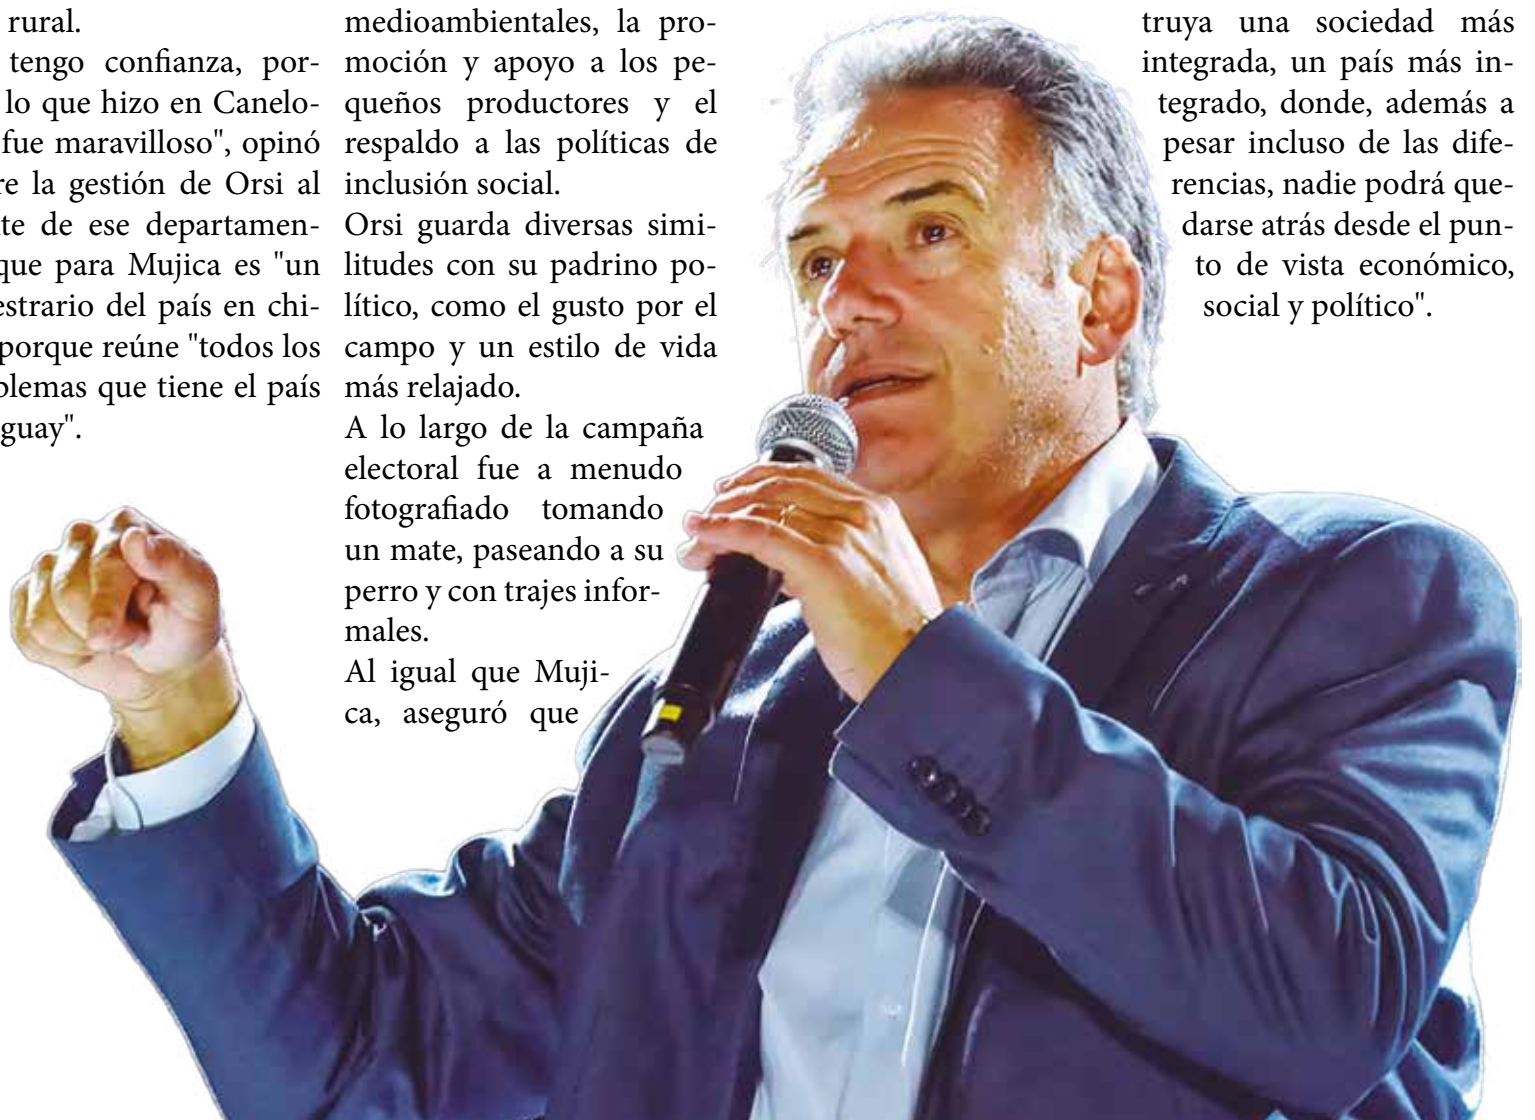 rural.
tengo confianza, por-
lo que hizo en Canelo-
fue maravilloso", opinó
re la gestión de Orsi al
te de ese departamen-
que para Mujica es "un
estrario del país en chi-
porque reúne "todos los
blemas que tiene el país
guay".
medioambientales, la pro-
moción y apoyo a los pe-
queños productores y el
respaldo a las políticas de
inclusión social.
Orsi guarda diversas simi-
litudes con su padrino po-
lítico, como el gusto por el
campo y un estilo de vida
más relajado.
A lo largo de la campaña
electoral fue a menudo
fotografiado tomando
un mate, paseando a su
perro y con trajes infor-
males.
Al igual que Muji-
ca, aseguró que
truya una sociedad más
integrada, un país más in-
tegrado, donde, además a
pesar incluso de las dife-
rencias, nadie podrá que-
darse atrás desde el pun-
to de vista económico,
social y político".